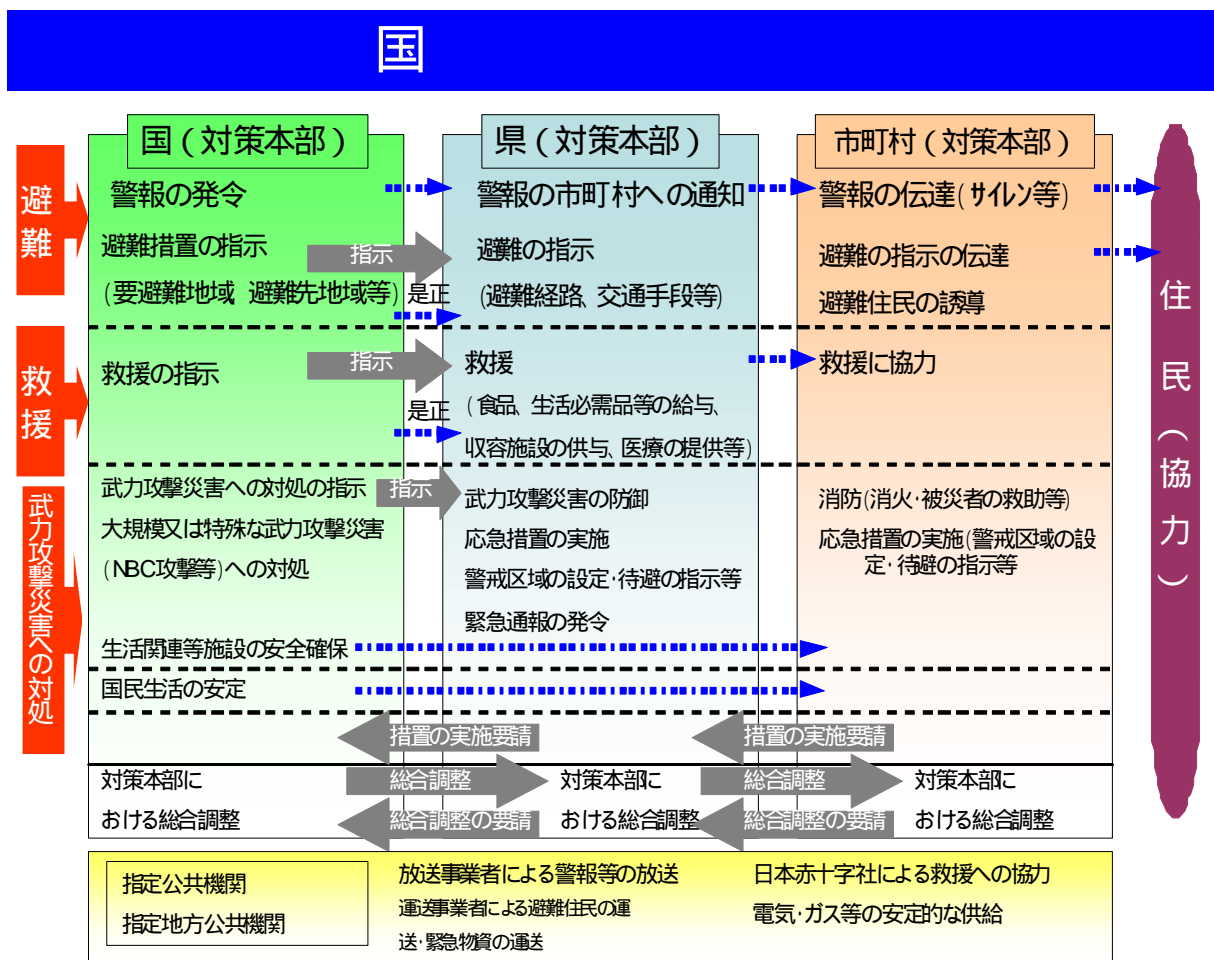 国
国（対策本部）
県（対策本部）
市町村（対策本部）
避難
警報の発令
警報の市町村への通知
警報の伝達(サイレン等)
避難措置の指示
指示
避難の指示
避難の指示の伝達
(要避難地域、避難先地域等)
是正
(避難経路、交通手段等)
避難住民の誘導
救援
救援の指示
指示
救援
救援に協力
是正
(食品、生活必需品等の給与、
収容施設の供与、医療の提供等)
武力攻撃災害への対処
武力攻撃災害への対処の指示
指示
武力攻撃災害の防御
消防(消火・被災者の救助等)
大規模又は特殊な武力攻撃災害
応急措置の実施
応急措置の実施(警戒区域の設
定・待避の指示等
(NBC攻撃等)への対処
警戒区域の設定・待避の指示等
緊急通報の発令
生活関連等施設の安全確保
国民生活の安定
措置の実施要請
措置の実施要請
対策本部に
総合調整
対策本部に
総合調整
対策本部に
おける総合調整
総合調整の要請
おける総合調整
総合調整の要請
おける総合調整
住民（協力）
指定公共機関
指定地方公共機関
放送事業者による警報等の放送
運送事業者による避難住民の運
送・緊急物資の運送
日本赤十字社による救援への協力
電気・ガス等の安定的な供給